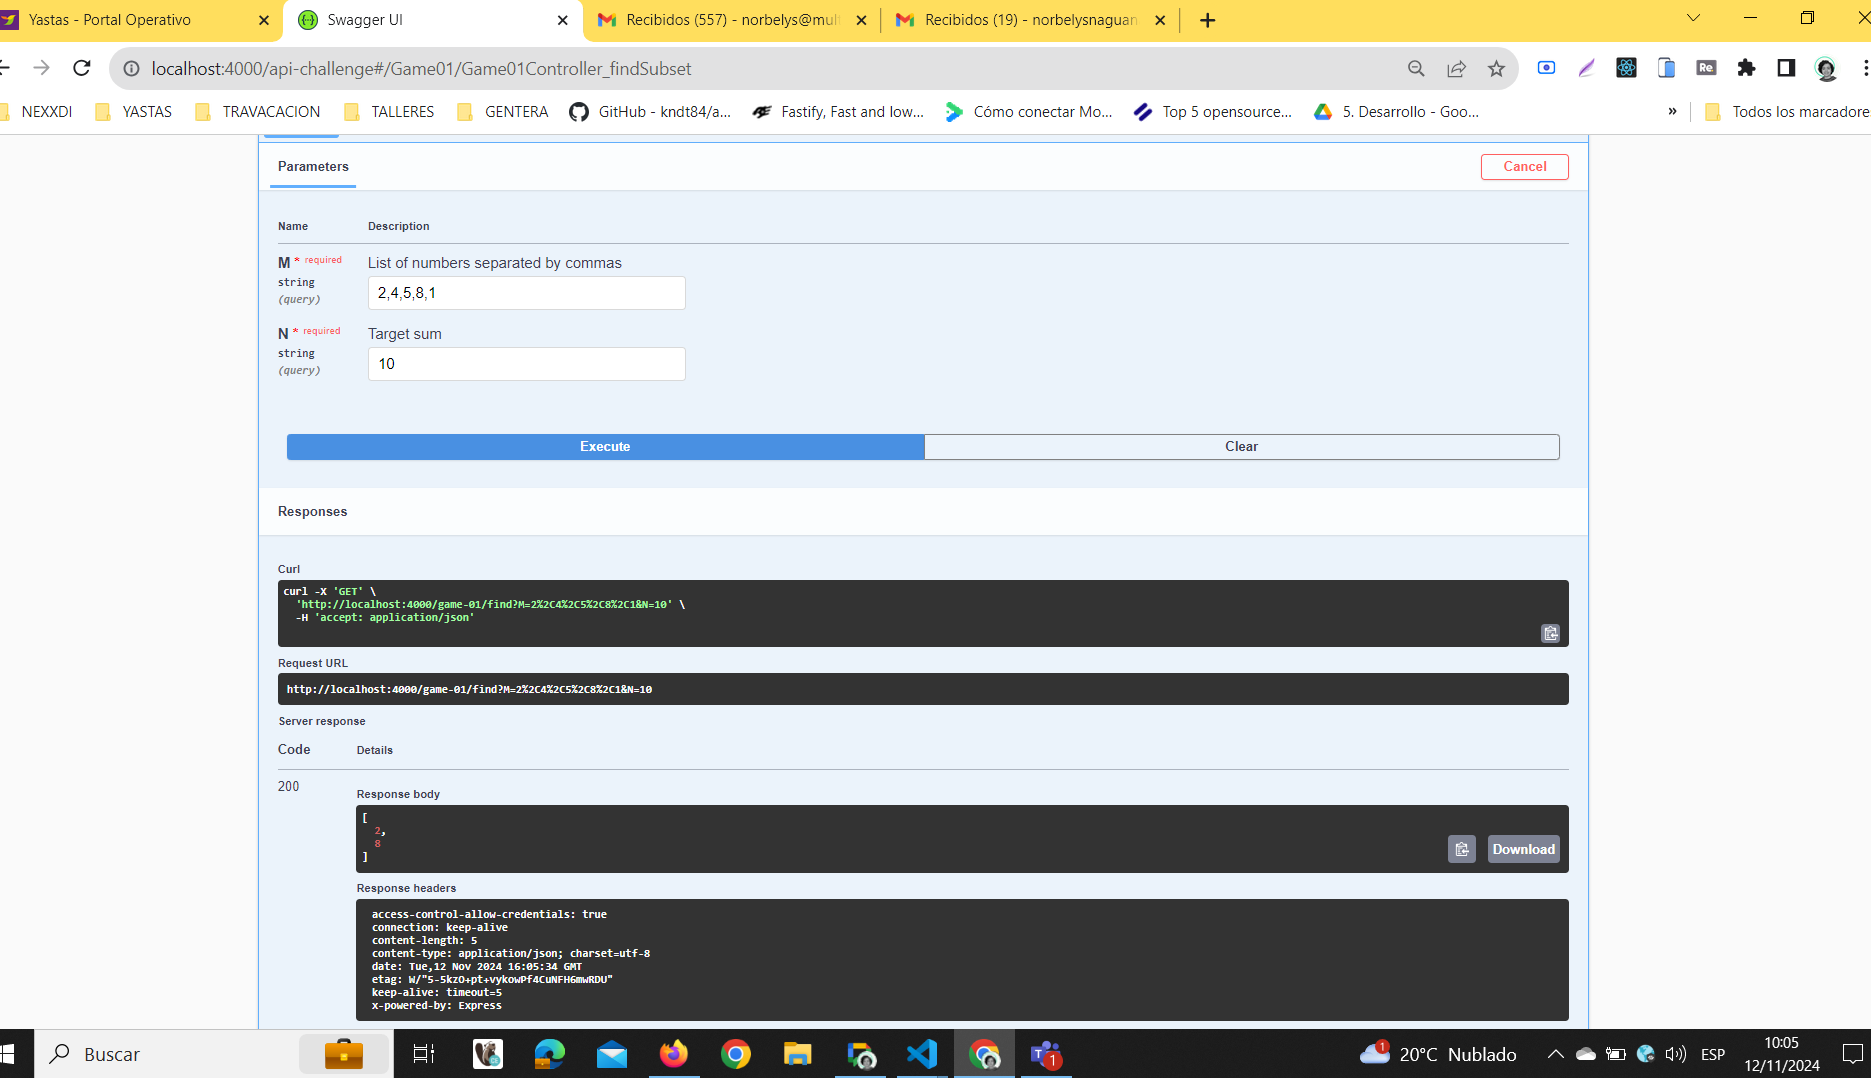 Yastas - Portal Operativo
Swagger UI
Recibidos (557) - norbelys@mul
Recibidos (19) - norbelysnaguan
localhost:4000/api-challenge#/Game01/Game01Controller_findSubset
Re
NEXXDI
YASTAS
TRAVACACION
TALLERES
GENTERA
GitHub - kndt84/a...
Fastify, Fast and low...
Cómo conectar Mo...
Top 5 opensource...
5. Desarrollo - Goo...
»
Todos los marcadore
Parameters
Cancel
Name
Description
M * required
string
(query)
List of numbers separated by commas
2,4,5,8,1
N * required
string
(query)
Target sum
10
Execute
Clear
Responses
Curl
curl -X 'GET' \
'http://localhost:4000/game-01/find?M=2%2C4%2C5%2C8%2C1&N=10' \
-H 'accept: application/json'
Request URL
http://localhost:4000/game-01/find?M=2%2C4%2C5%2C8%2C1&N=10
Server response
Code
Details
200
Response body
[
2,
8
]
Download
Response headers
access-control-allow-credentials: true
connection: keep-alive
content-length: 5
content-type: application/json; charset=utf-8
date: Tue,12 Nov 2024 16:05:34 GMT
etag: W/"5-5kzO+pt+vykowPf4CuNFH6mwRDU"
keep-alive: timeout=5
x-powered-by: Express
Buscar
1
1
20°C Nublado
ESP
10:05
12/11/2024